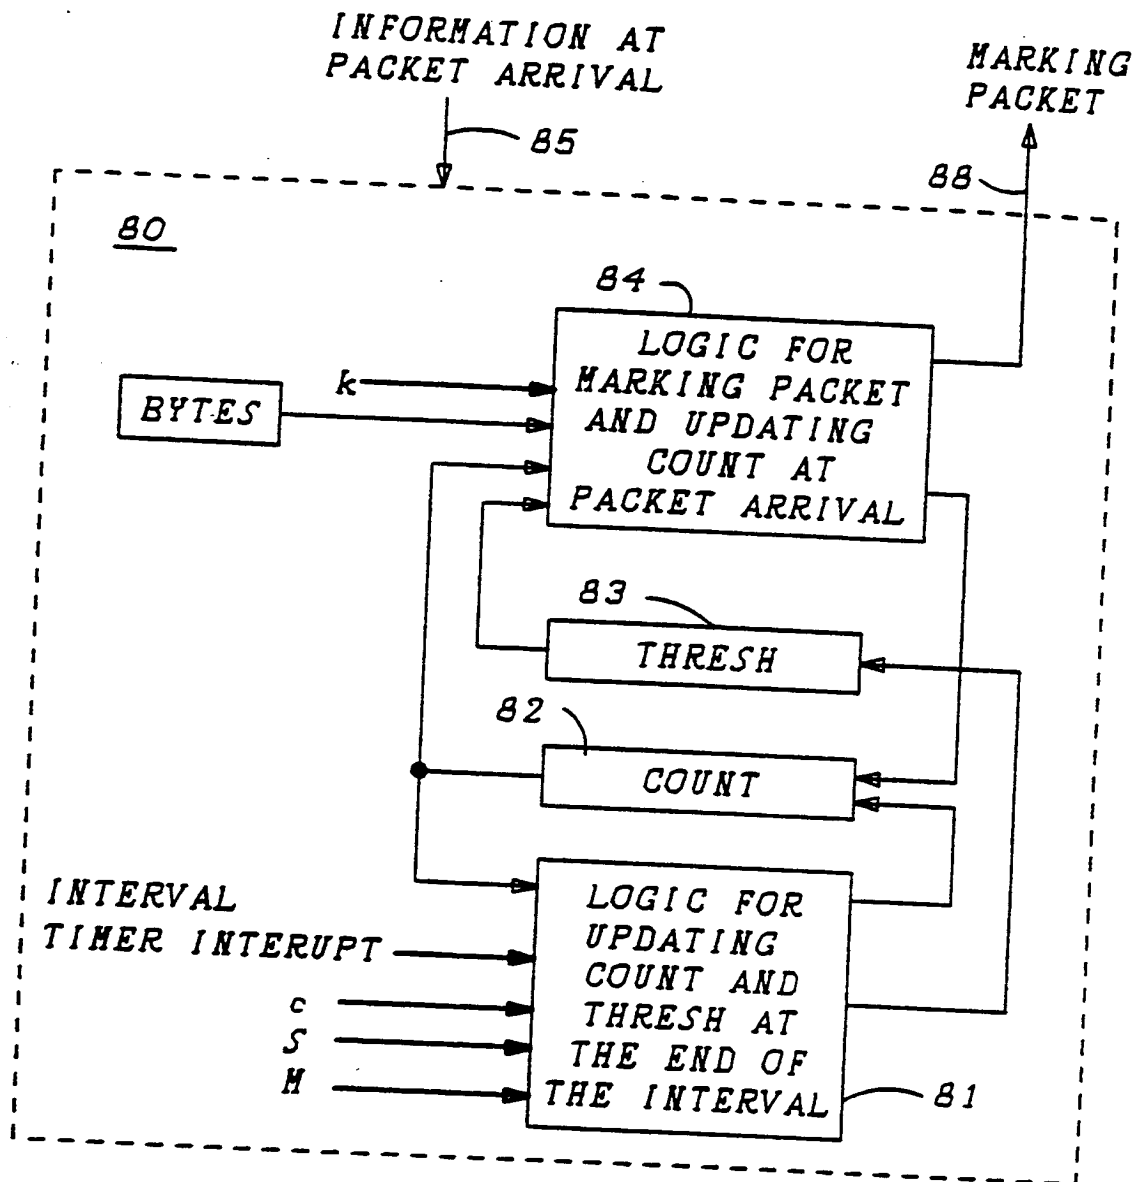 INFORMATION AT
PACKET ARRIVAL
MARKING
PACKET
85
88
80
84
LOGIC FOR
MARKING PACKET
AND UPDATING
COUNT AT
PACKET ARRIVAL
k
BYTES
83
THRESH
82
COUNT
INTERVAL
TIMER INTERUPT
c
S
M
LOGIC FOR
UPDATING
COUNT AND
THRESH AT
THE END OF
THE INTERVAL
81